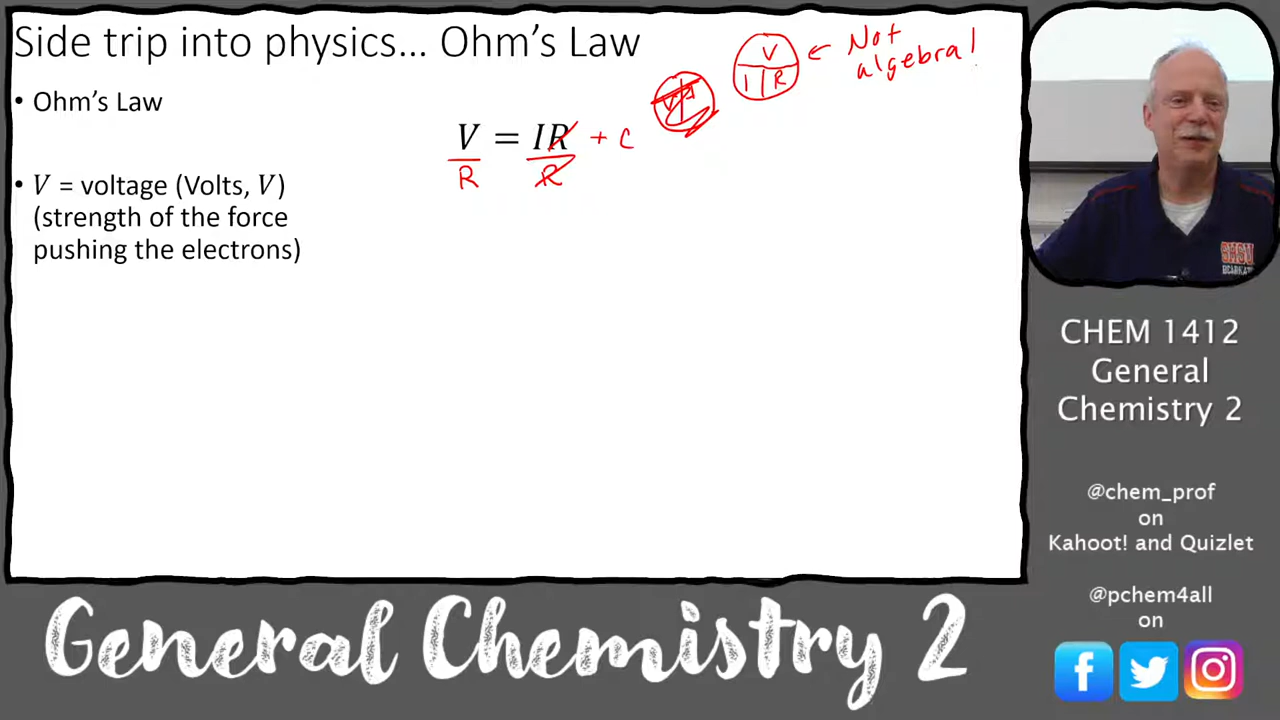 Side trip into physics… Ohm's Law
V
I R
← Not
algebra!
• Ohm's Law
V = IR + C
R R
• V = voltage (Volts, V)
(strength of the force
pushing the electrons)
CHEM 1412
General
Chemistry 2
@chem_prof
on
Kahoot! and Quizlet
@pchem4all
on
General Chemistry 2